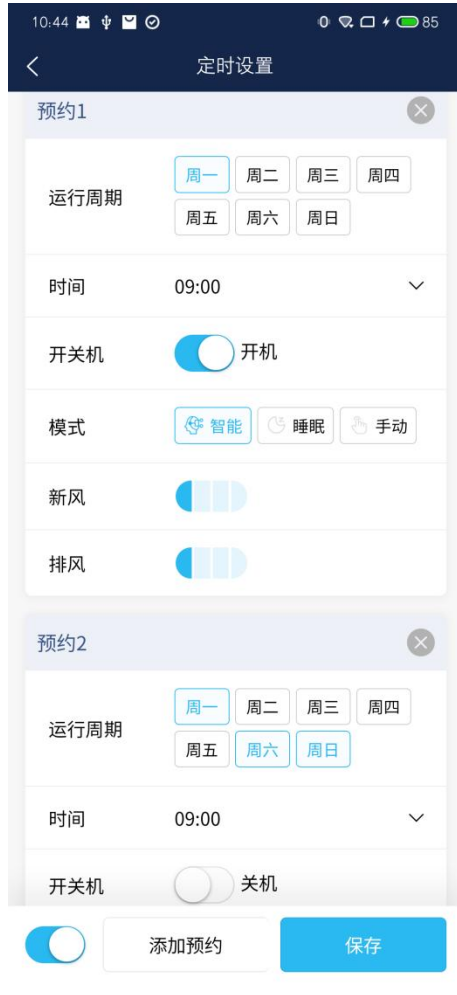 10:44 85
定时设置
预约1
运行周期
周一 周二 周三 周四
周五 周六 周日
时间 09:00
开关机 开机
模式 智能 睡眠 手动
新风
排风
预约2
运行周期
周一 周二 周三 周四
周五 周六 周日
时间 09:00
开关机 关机
添加预约 保存